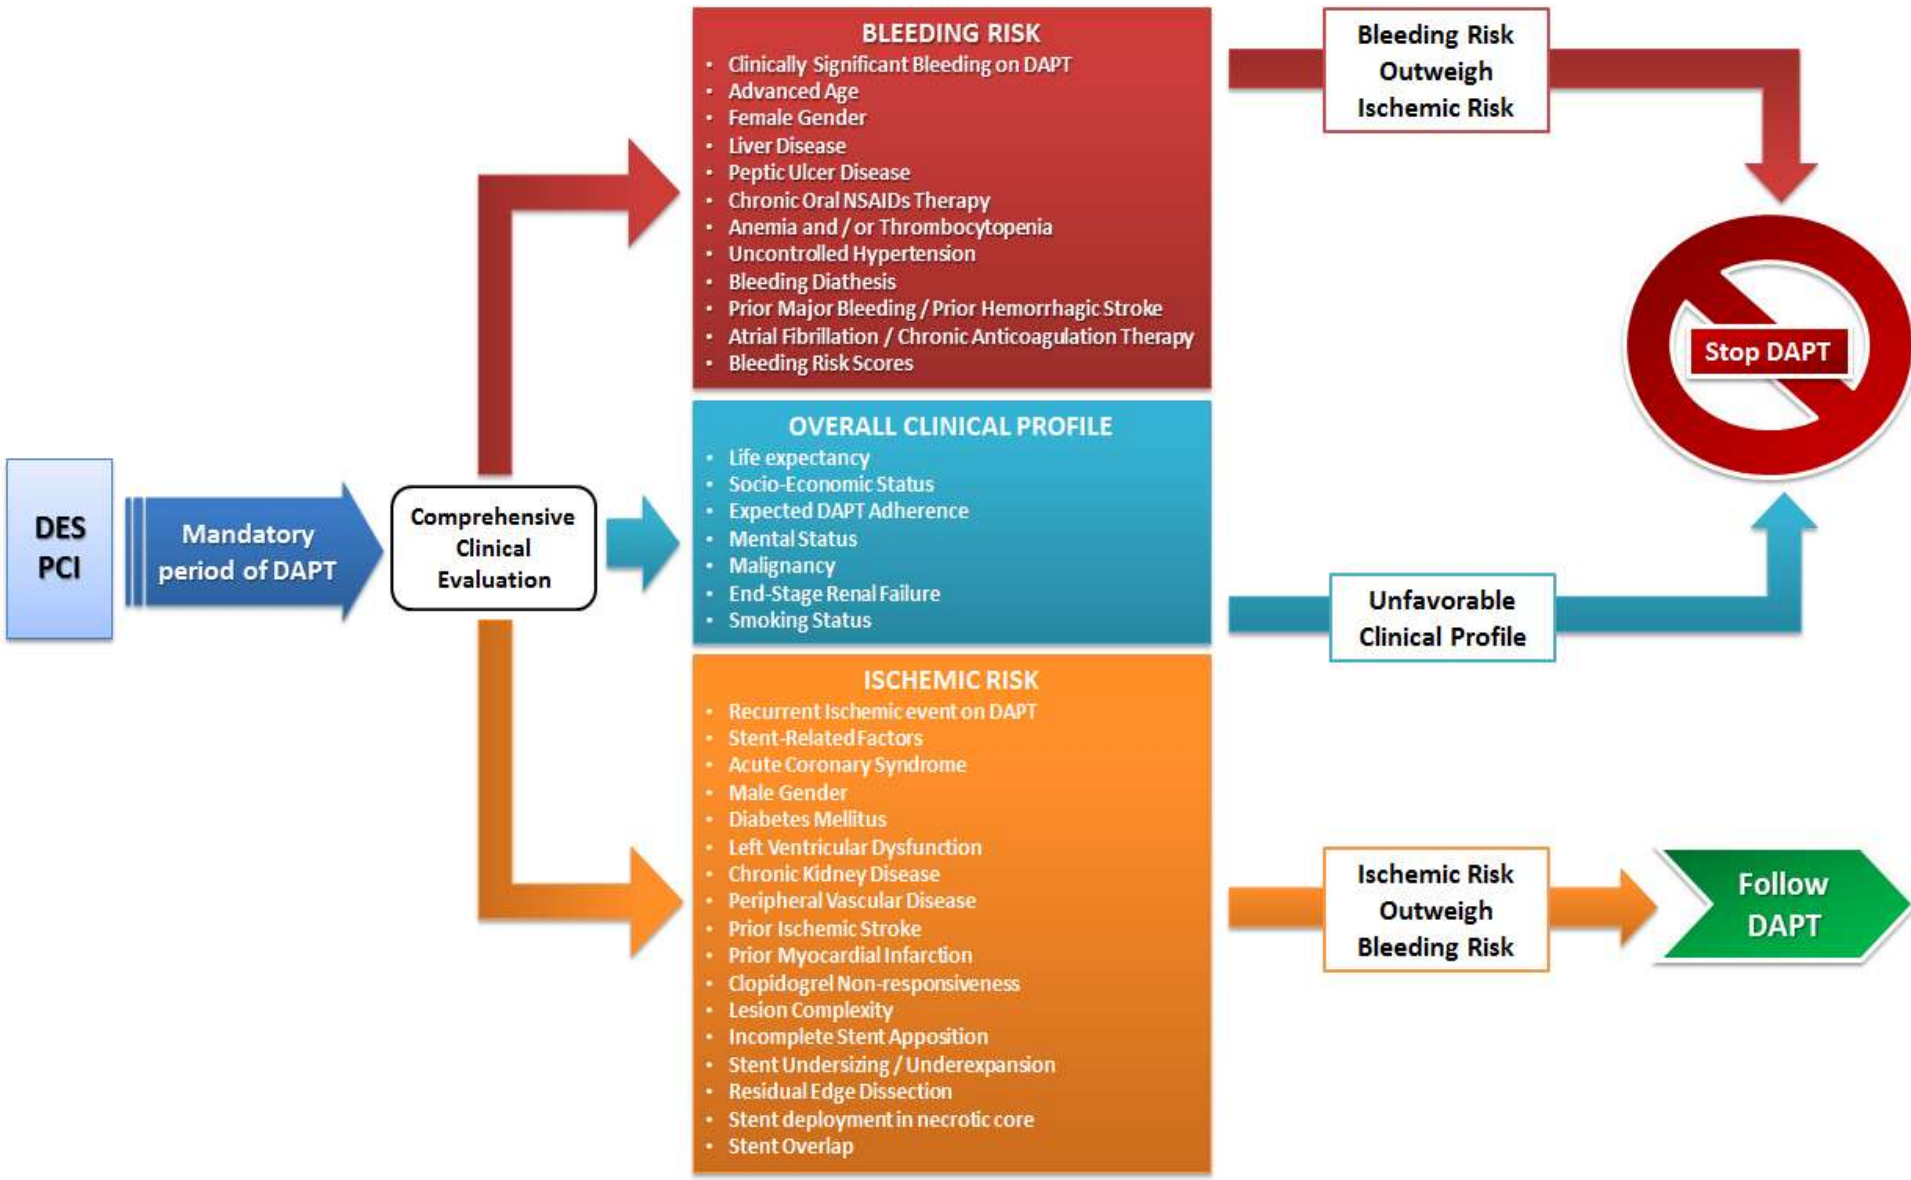 DES
PCI
Mandatory
period of DAPT
Comprehensive
Clinical
Evaluation
BLEEDING RISK
• Clinically Significant Bleeding on DAPT
• Advanced Age
• Female Gender
• Liver Disease
• Peptic Ulcer Disease
• Chronic Oral NSAIDs Therapy
• Anemia and / or Thrombocytopenia
• Uncontrolled Hypertension
• Bleeding Diathesis
• Prior Major Bleeding / Prior Hemorrhagic Stroke
• Atrial Fibrillation / Chronic Anticoagulation Therapy
• Bleeding Risk Scores
Bleeding Risk
Outweigh
Ischemic Risk
Stop DAPT
OVERALL CLINICAL PROFILE
• Life expectancy
• Socio-Economic Status
• Expected DAPT Adherence
• Mental Status
• Malignancy
• End-Stage Renal Failure
• Smoking Status
Unfavorable
Clinical Profile
ISCHEMIC RISK
• Recurrent Ischemic event on DAPT
• Stent-Related Factors
• Acute Coronary Syndrome
• Male Gender
• Diabetes Mellitus
• Left Ventricular Dysfunction
• Chronic Kidney Disease
• Peripheral Vascular Disease
• Prior Ischemic Stroke
• Prior Myocardial Infarction
• Clopidogrel Non-responsiveness
• Lesion Complexity
• Incomplete Stent Apposition
• Stent Undersizing / Underexpansion
• Residual Edge Dissection
• Stent deployment in necrotic core
• Stent Overlap
Ischemic Risk
Outweigh
Bleeding Risk
Follow
DAPT